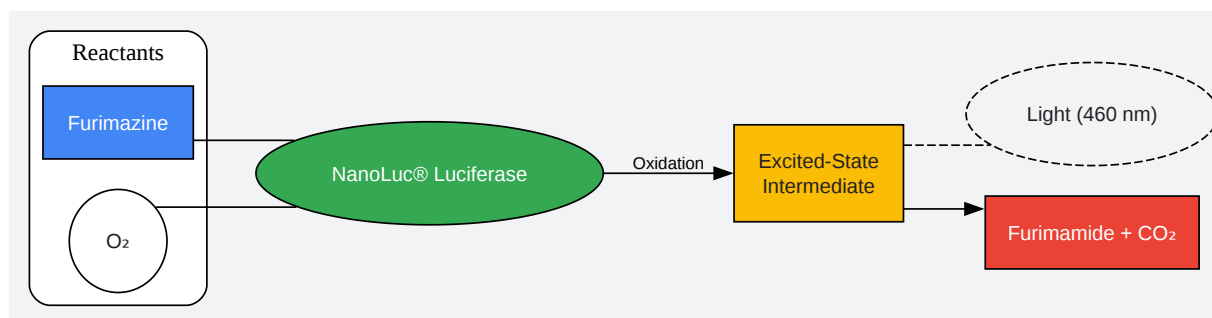 Reactants
Furimazine
O₂
NanoLuc® Luciferase
Oxidation
Excited-State
Intermediate
Light (460 nm)
Furimamide + CO₂